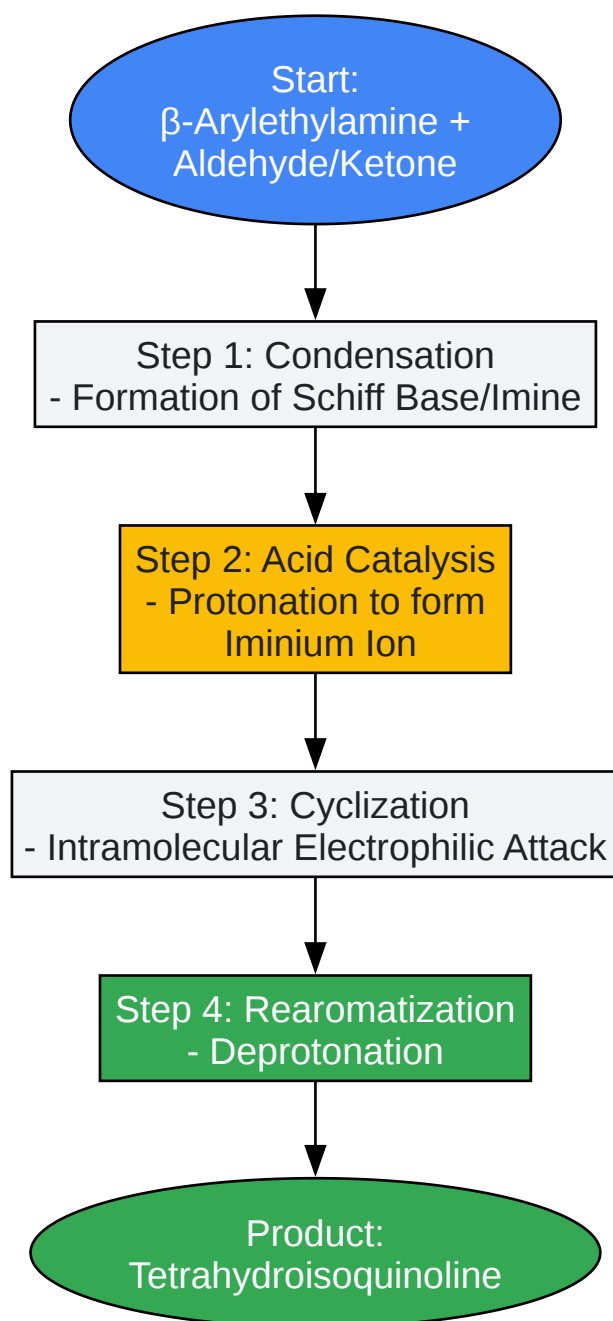 Start:
β-Arylethylamine +
Aldehyde/Ketone
Step 1: Condensation
- Formation of Schiff Base/Imine
Step 2: Acid Catalysis
- Protonation to form
Iminium Ion
Step 3: Cyclization
- Intramolecular Electrophilic Attack
Step 4: Rearomatization
- Deprotonation
Product:
Tetrahydroisoquinoline